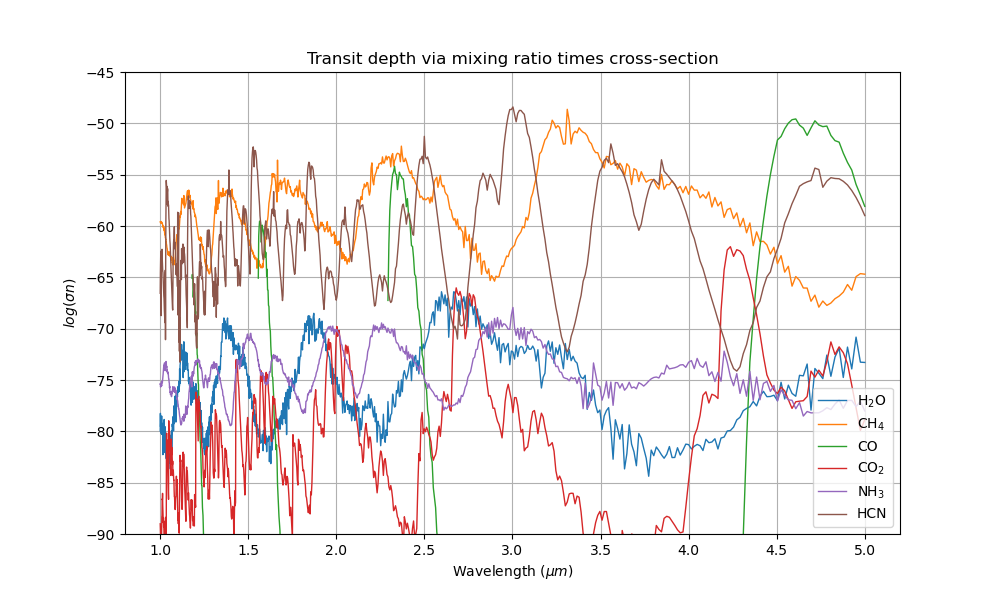 Transit depth via mixing ratio times cross-section
−45
−50
−55
−60
−65
−70
−75
−80
−85
−90
log(σn)
1.0 1.5 2.0 2.5 3.0 3.5 4.0 4.5 5.0
Wavelength (μm)
H₂O
CH₄
CO
CO₂
NH₃
HCN